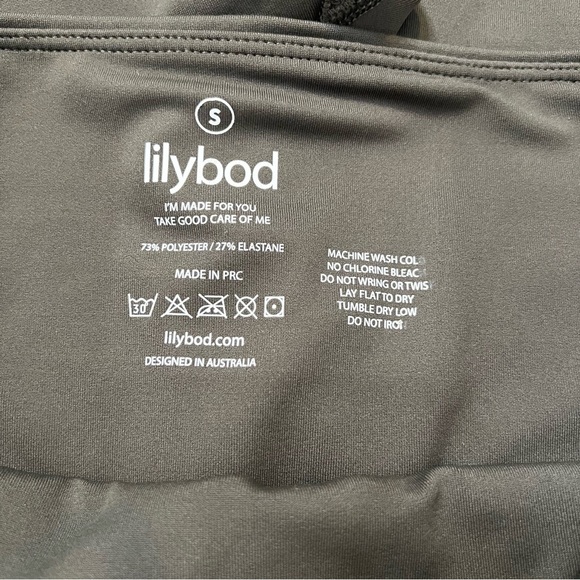 S
lilybod
I'M MADE FOR YOU
TAKE GOOD CARE OF ME
73% POLYESTER / 27% ELASTANE
MADE IN PRC
30
lilybod.com
DESIGNED IN AUSTRALIA
MACHINE WASH COL
NO CHLORINE BLEAC
DO NOT WRING OR TWIS
LAY FLAT TO DRY
TUMBLE DRY LOW
DO NOT IRO